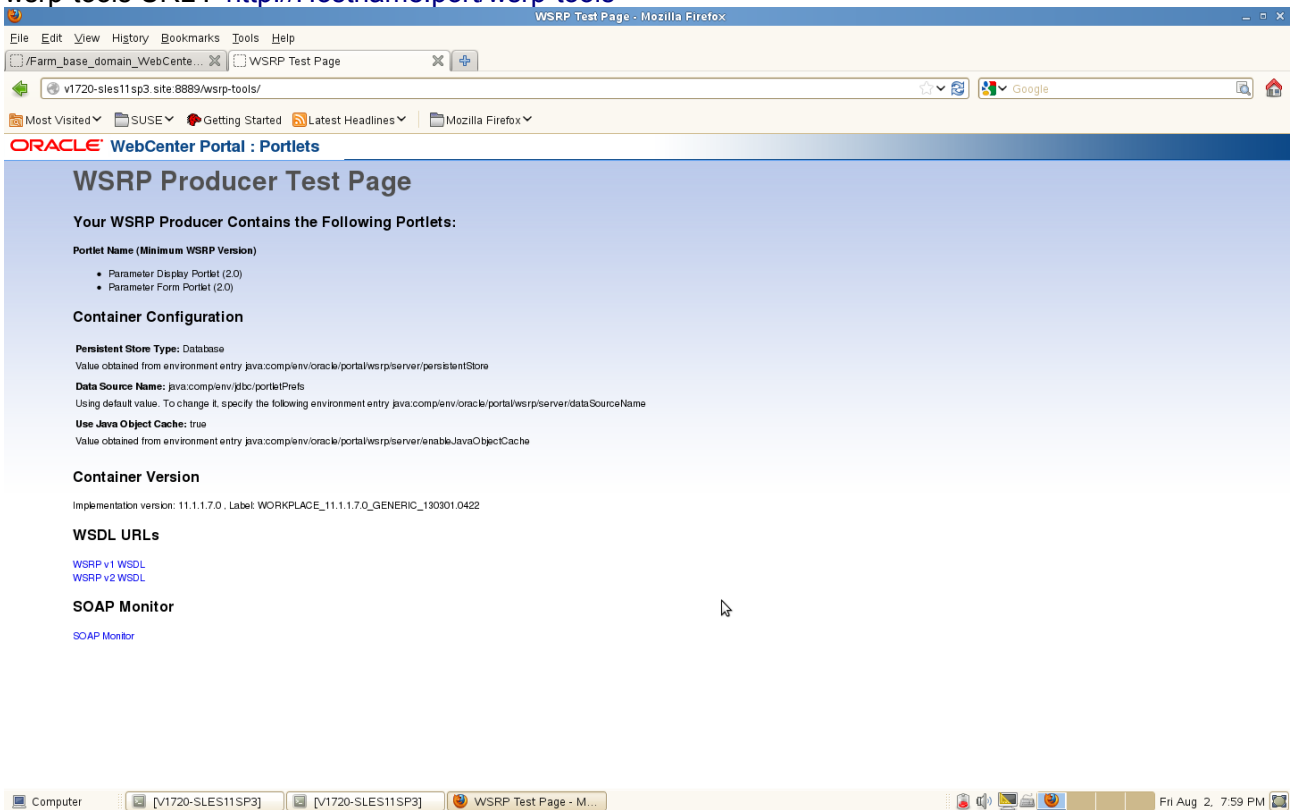 wsrp-tools URL : http://Hostname:port/wsrp-tools
WSRP Test Page - Mozilla Firefox
File Edit View History Bookmarks Tools Help
/Farm_base_domain_WebCente... WSRP Test Page
v1720-sles11sp3.site:8889/wsrp-tools/ Google
Most Visited SUSE Getting Started Latest Headlines Mozilla Firefox
ORACLE WebCenter Portal : Portlets
WSRP Producer Test Page
Your WSRP Producer Contains the Following Portlets:
Portlet Name (Minimum WSRP Version)
• Parameter Display Portlet (2.0)
• Parameter Form Portlet (2.0)
Container Configuration
Persistent Store Type: Database
Value obtained from environment entry java:comp/env/oracle/portal/wsrp/server/persistentStore
Data Source Name: java:comp/env/jdbc/portletPrefs
Using default value. To change it, specify the following environment entry java:comp/env/oracle/portal/wsrp/server/dataSourceName
Use Java Object Cache: true
Value obtained from environment entry java:comp/env/oracle/portal/wsrp/server/enableJavaObjectCache
Container Version
Implementation version: 11.1.1.7.0 , Label: WORKPLACE_11.1.1.7.0_GENERIC_130301.0422
WSDL URLs
WSRP v1 WSDL
WSRP v2 WSDL
SOAP Monitor
SOAP Monitor
Computer [V1720-SLES11SP3] [V1720-SLES11SP3] WSRP Test Page - M... Fri Aug 2, 7:59 PM